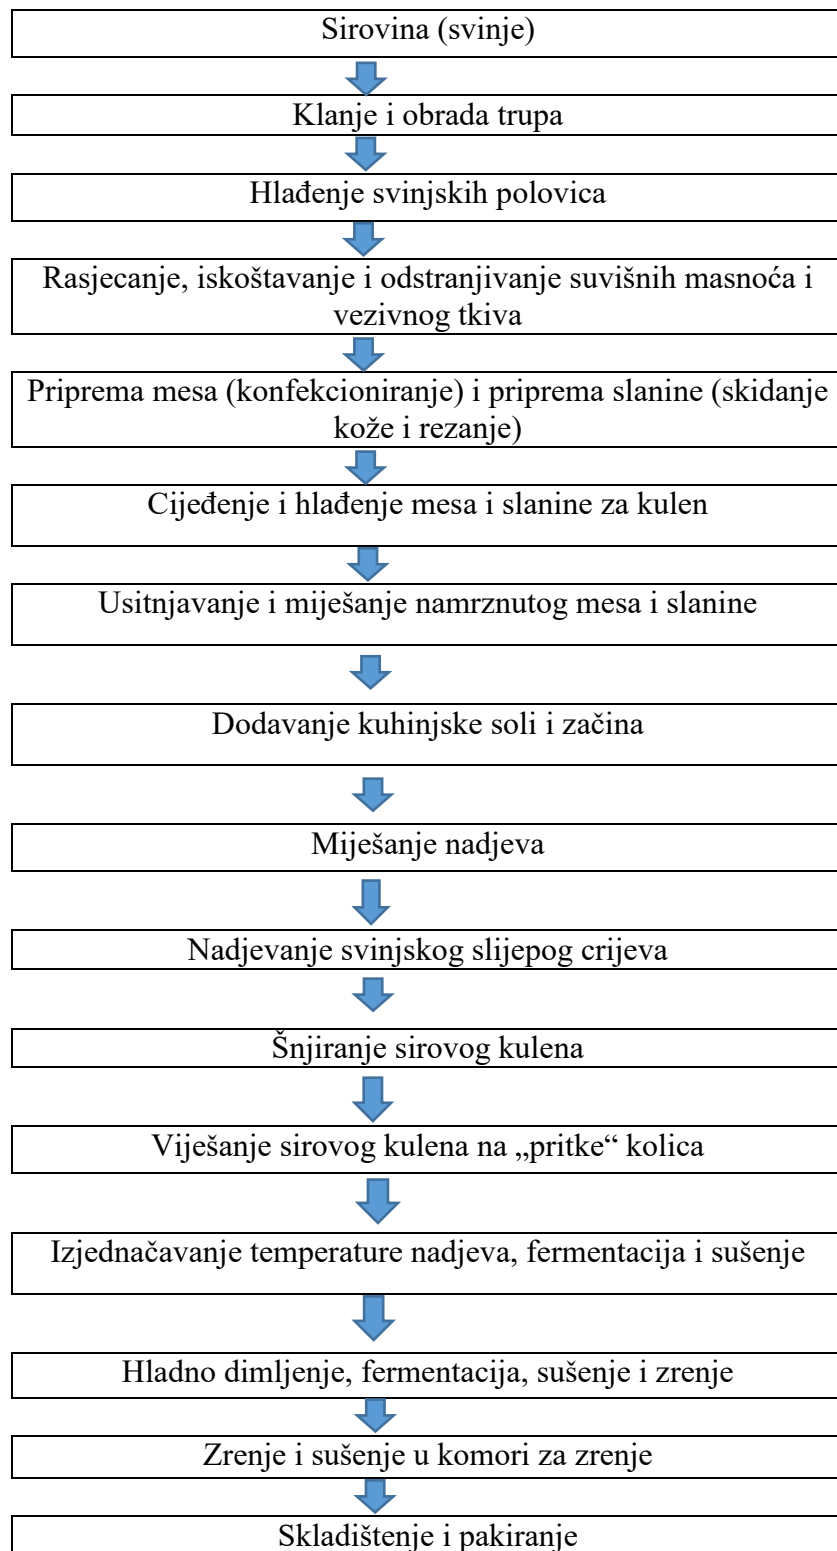 Sirovina (svinje)
Klanje i obrada trupa
Hlađenje svinjskih polovica
Rasjecanje, iskoštavanje i odstranjivanje suvišnih masnoća i
vezivnog tkiva
Priprema mesa (konfekcioniranje) i priprema slanine (skidanje
kože i rezanje)
Cijeđenje i hlađenje mesa i slanine za kulen
Usitnjavanje i miješanje namrznutog mesa i slanine
Dodavanje kuhinjske soli i začina
Miješanje nadjeva
Nadjevanje svinjskog slijepog crijeva
Šnjiranje sirovog kulena
Viješanje sirovog kulena na „pritke“ kolica
Izjednačavanje temperature nadjeva, fermentacija i sušenje
Hladno dimljenje, fermentacija, sušenje i zrenje
Zrenje i sušenje u komori za zrenje
Skladištenje i pakiranje